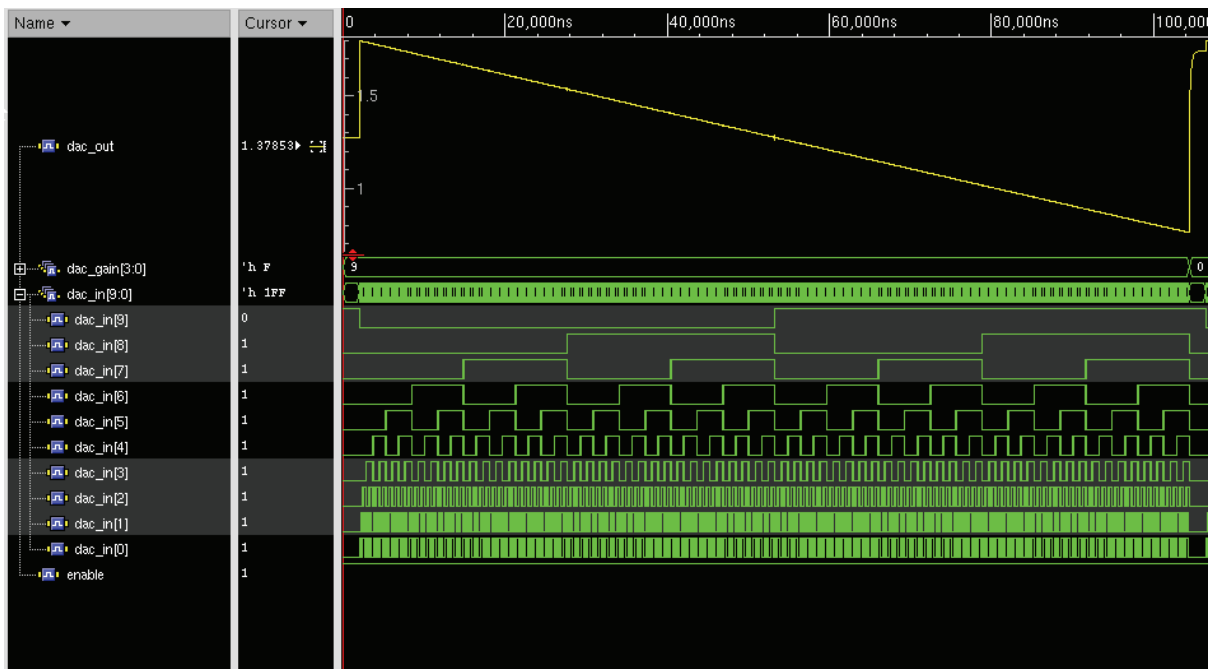 Name Cursor 0 20,000ns 40,000ns 60,000ns 80,000ns
1.5
dac_out 1.37853
1
dac_gain[3:0] 'h F 9 0
dac_in[9:0] 'h 1FF
dac_in[9] 0
dac_in[8] 1
dac_in[7] 1
dac_in[6] 1
dac_in[5] 1
dac_in[4] 1
dac_in[3] 1
dac_in[2] 1
dac_in[1] 1
dac_in[0] 1
enable 1